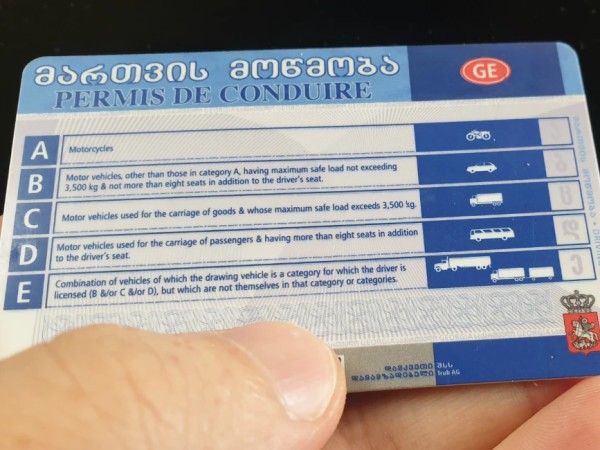 მართვის მოწმობა
GE
PERMIS DE CONDUIRE
A
Motorcycles
B
Motor vehicles, other than those in category A, having maximum safe load not exceeding
3,500 kg & not more than eight seats in addition to the driver's seat.
C
Motor vehicles used for the carriage of goods & whose maximum safe load exceeds 3,500 kg.
D
Motor vehicles used for the carriage of passengers & having more than eight seats in addition
to the driver's seat.
E
Combination of vehicles of which the drawing vehicle is a category for which the driver is
licensed (B &/or C &/or D), but which are not themselves in that category or categories.
დამკვეთი შსს
დამამზადებელი Trüb AG